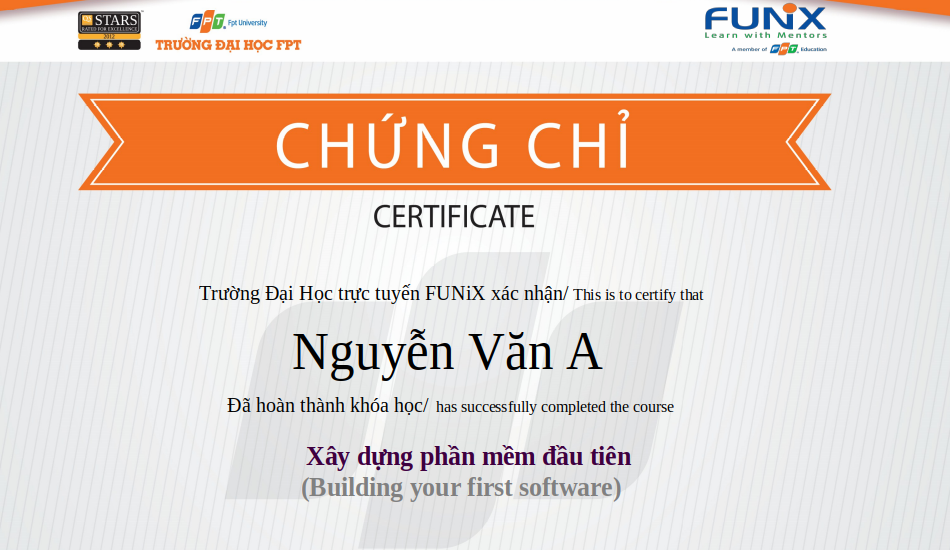 QS STARS
RATED FOR EXCELLENCE
2012
FPT Fpt University
TRƯỜNG ĐẠI HỌC FPT
FUNiX
Learn with Mentors
A member of FPT Education
CHỨNG CHỈ
CERTIFICATE
Trường Đại Học trực tuyến FUNiX xác nhận/ This is to certify that
Nguyễn Văn A
Đã hoàn thành khóa học/ has successfully completed the course
Xây dựng phần mềm đầu tiên
(Building your first software)